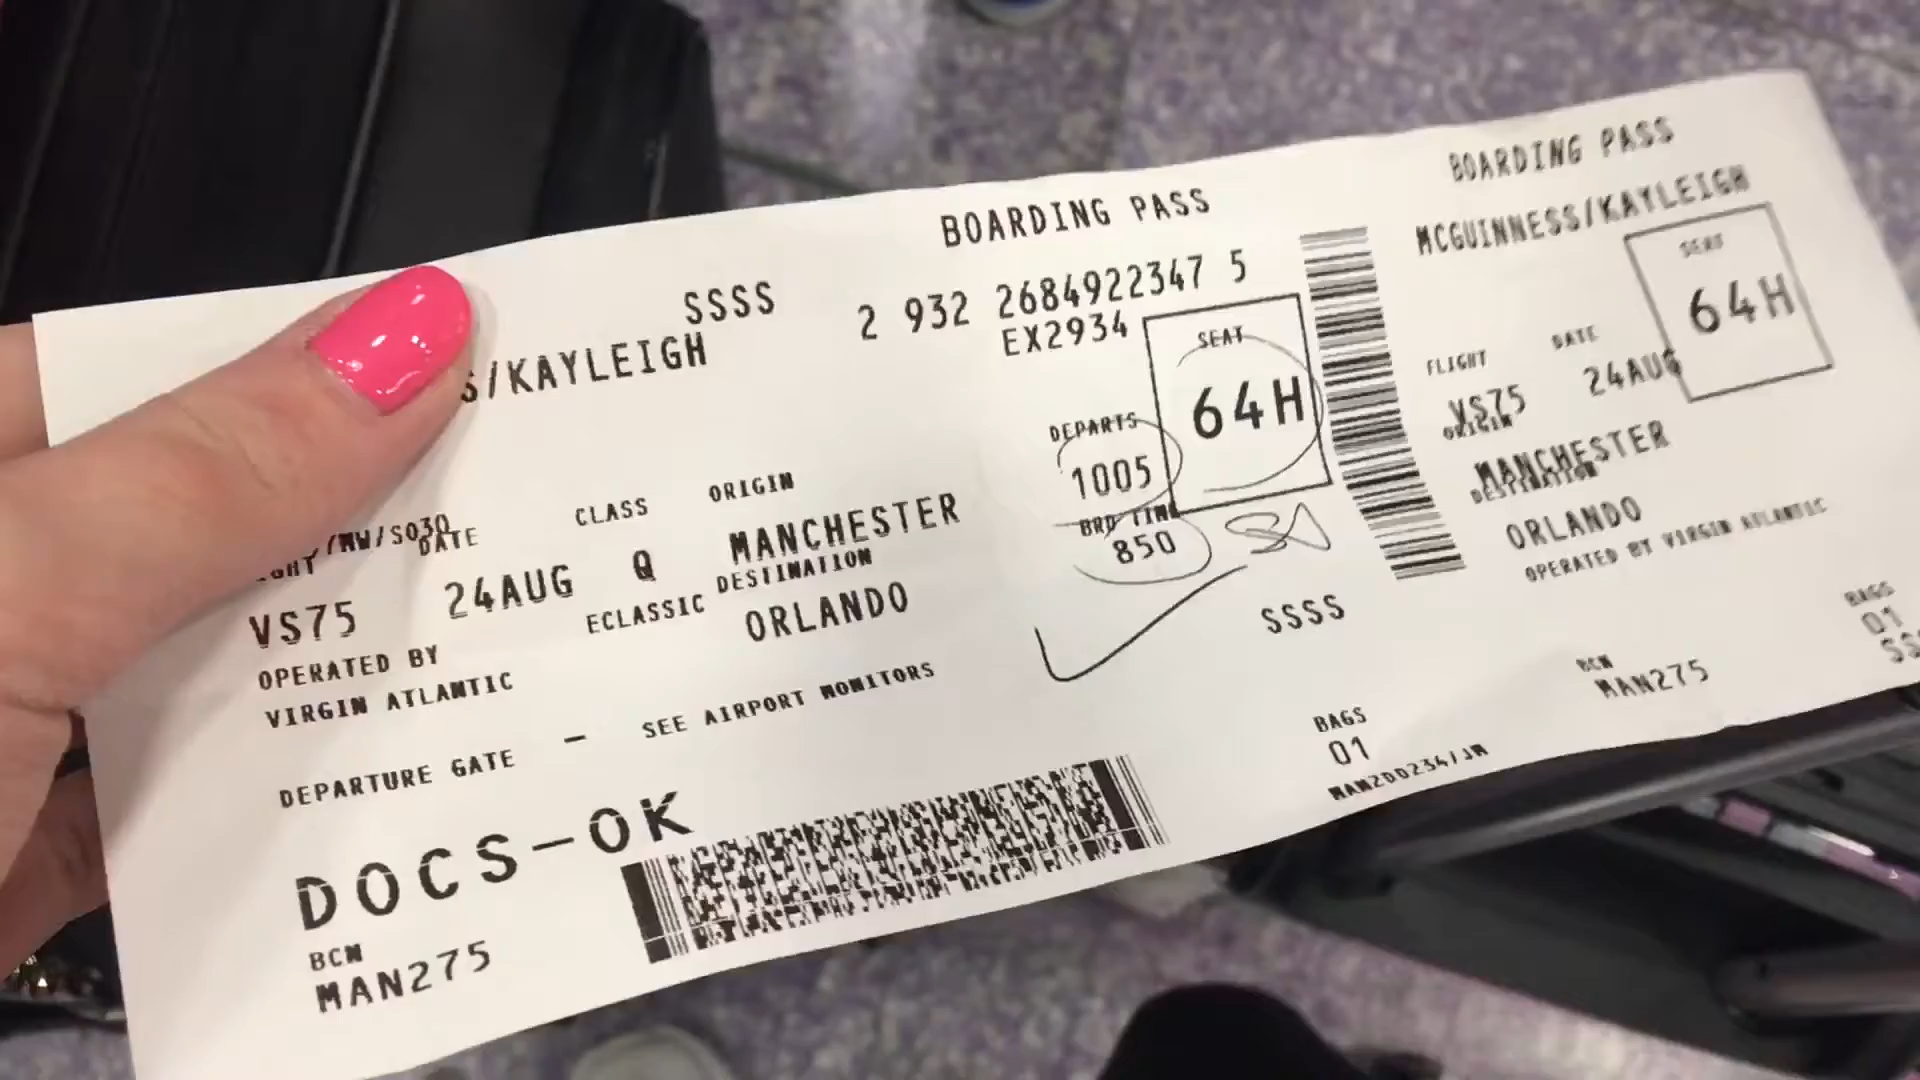 BOARDING PASS
SSSS
2 932 2684922347 5
S/KAYLEIGH
EX2934
SEAT
64H
DEPARTS
1005
BRD TIME
850
/MW/S030
DATE
CLASS
ORIGIN
VS75
24AUG
Q
MANCHESTER
ECLASSIC
DESTINATION
ORLANDO
OPERATED BY
VIRGIN ATLANTIC
SSSS
DEPARTURE GATE - SEE AIRPORT MONITORS
DOCS-OK
BCN
MAN275
BAGS
01
MAN2DD234/JM
BOARDING PASS
MCGUINNESS/KAYLEIGH
SEAT
64H
FLIGHT
DATE
VS75
24AUG
ORIGIN
MANCHESTER
DESTINATION
ORLANDO
OPERATED BY VIRGIN ATLANTIC
BCN
MAN275
BAGS
01